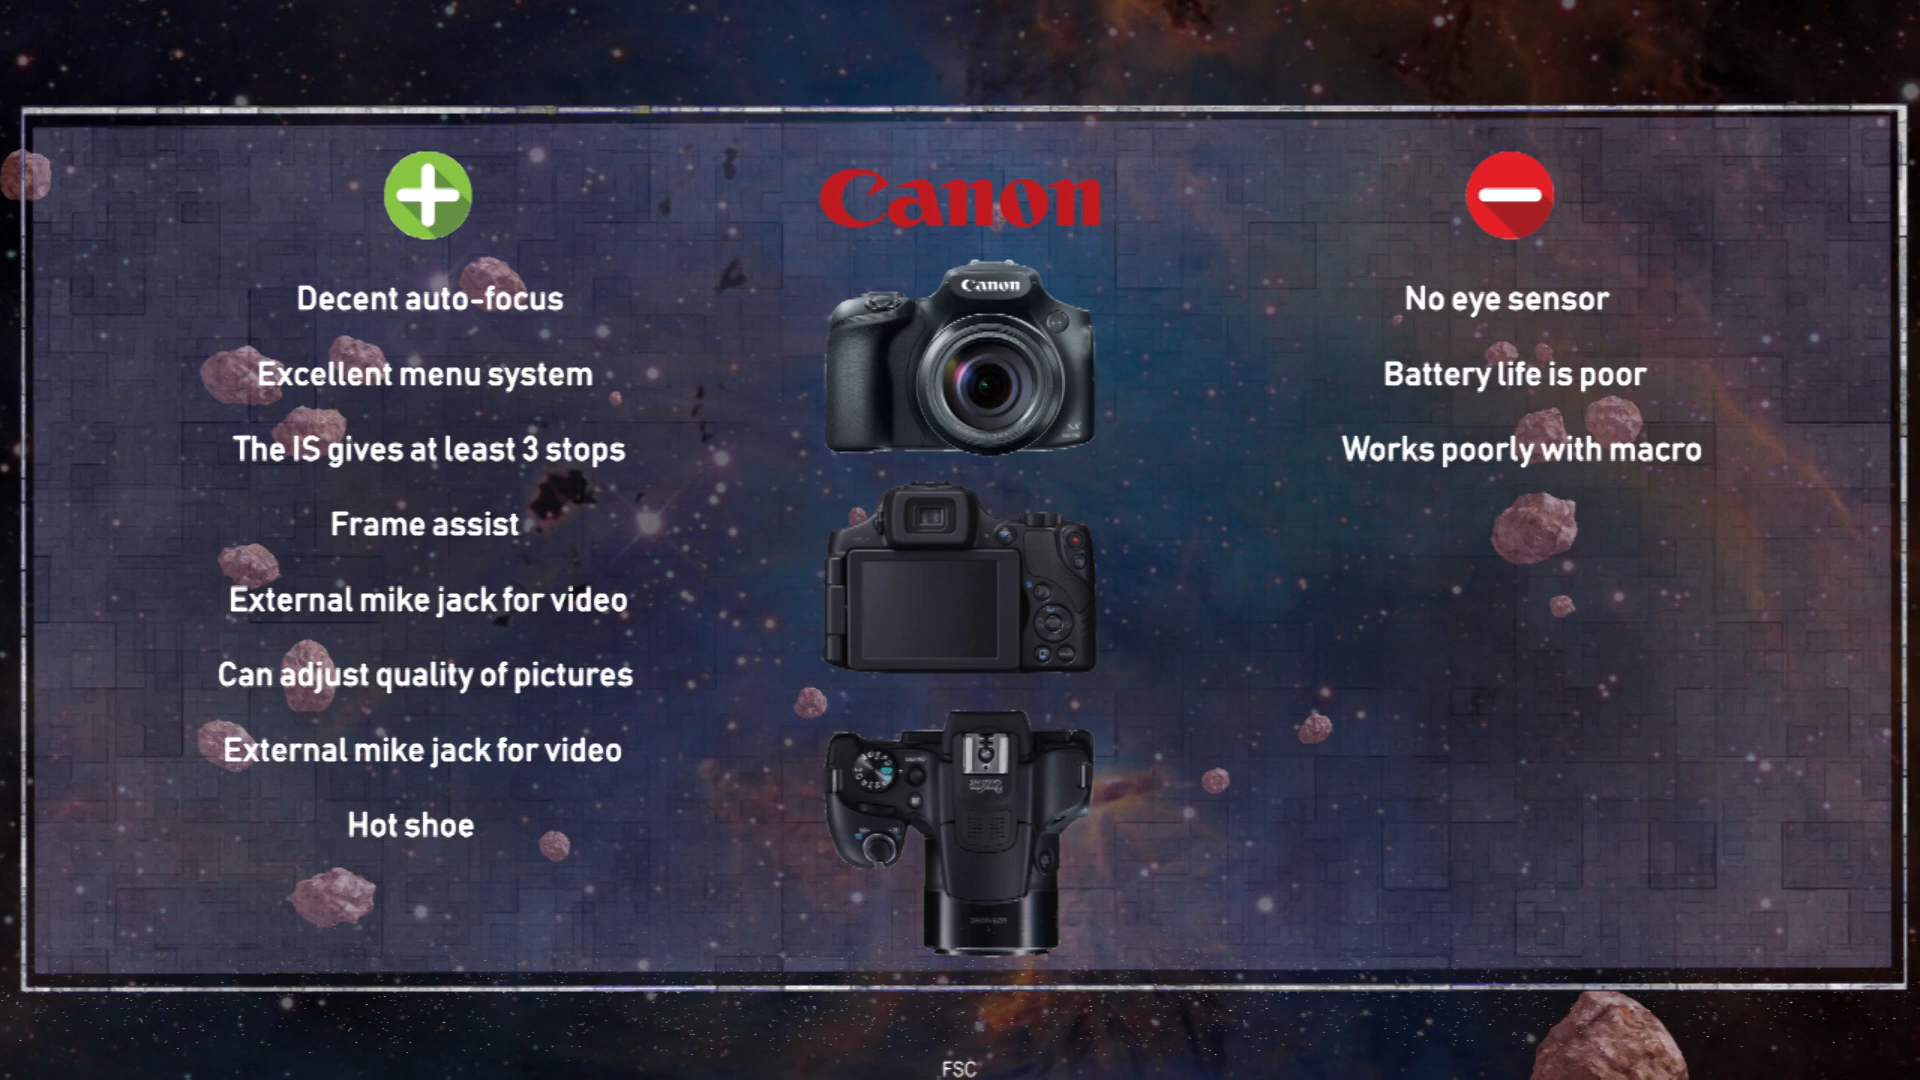 Canon
Decent auto-focus
Excellent menu system
The IS gives at least 3 stops
Frame assist
External mike jack for video
Can adjust quality of pictures
External mike jack for video
Hot shoe
Canon
No eye sensor
Battery life is poor
Works poorly with macro
FSC